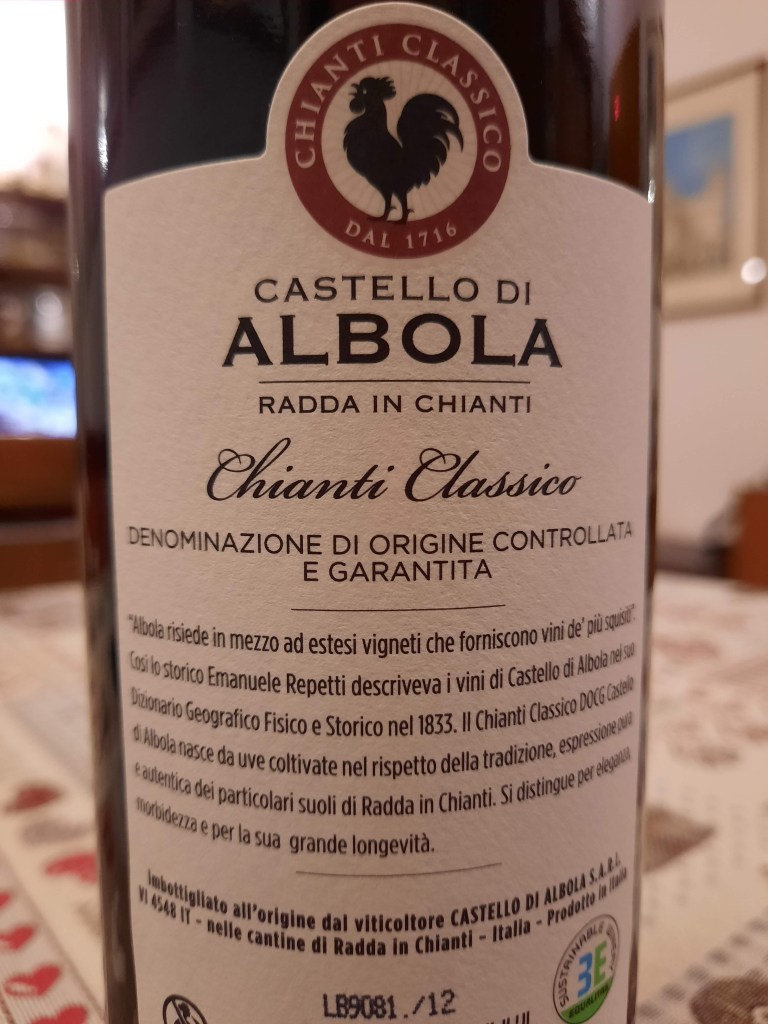 CHIANTI CLASSICO
DAL 1716
CASTELLO DI
ALBOLA
RADDA IN CHIANTI
Chianti Classico
DENOMINAZIONE DI ORIGINE CONTROLLATA
E GARANTITA
"Albola risiede in mezzo ad estesi vigneti che forniscono vini de' più squisiti".
Così lo storico Emanuele Repetti descriveva i vini di Castello di Albola nel suo
Dizionario Geografico Fisico e Storico nel 1833. Il Chianti Classico DOCG Castello
di Albola nasce da uve coltivate nel rispetto della tradizione, espressione pura
e autentica dei particolari suoli di Radda in Chianti. Si distingue per eleganza,
morbidezza e per la sua grande longevità.
Imbottigliato all'origine dal viticoltore CASTELLO DI ALBOLA S.A.R.L.
VI 4548 IT - nelle cantine di Radda in Chianti - Italia - Prodotto in Italia
SUSTAINABLE
3E
EQUALITAS
LB9081./12